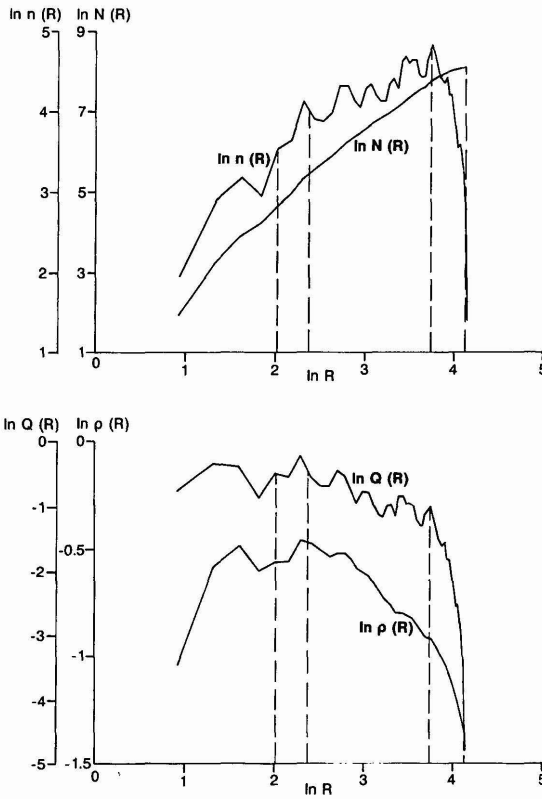 ln n (R) ln N (R)
5 9
4 7
ln n (R) ln N (R)
3 5
2 3
1 1
0 1 2 3 4 5
ln R
ln Q (R) ln ρ (R)
0 0
ln Q (R)
-1
-0.5
-2
ln ρ (R)
-3 -1
-4
-5 -1.5
0 1 2 3 4 5
ln R